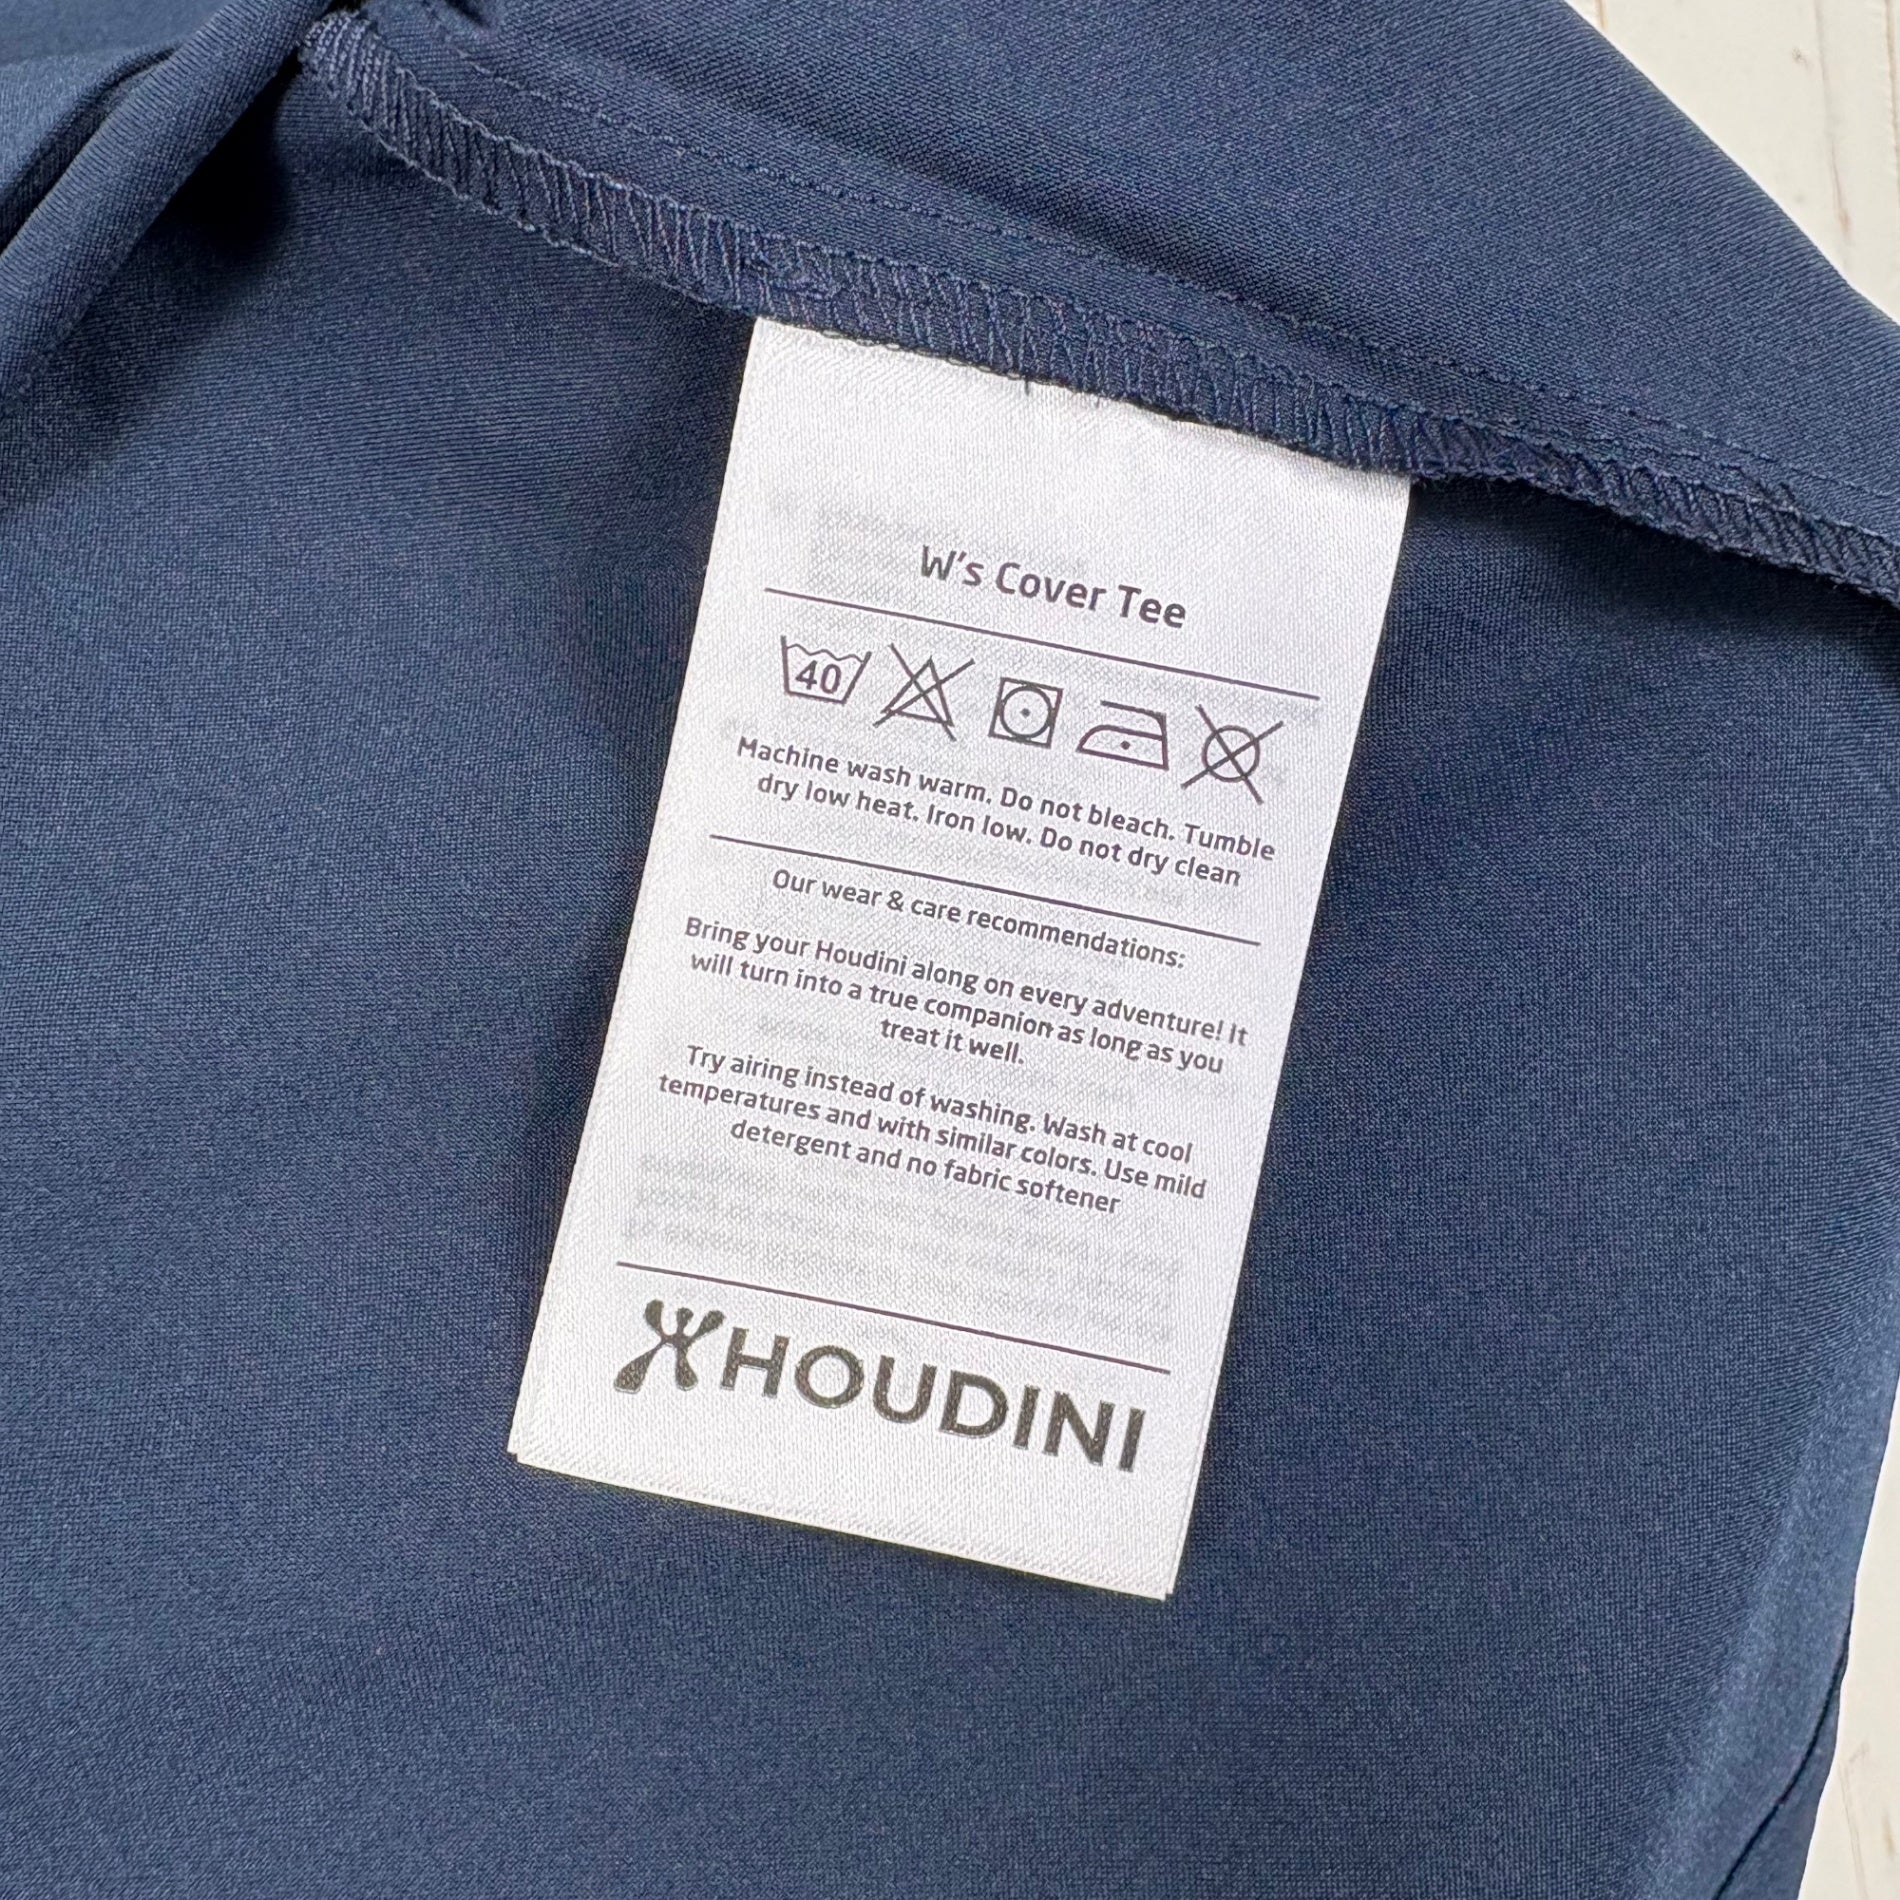 W's Cover Tee
40
Machine wash warm. Do not bleach. Tumble
dry low heat. Iron low. Do not dry clean
Our wear & care recommendations:
Bring your Houdini along on every adventure! It
will turn into a true companion as long as you
treat it well.
Try airing instead of washing. Wash at cool
temperatures and with similar colors. Use mild
detergent and no fabric softener
HOUDINI